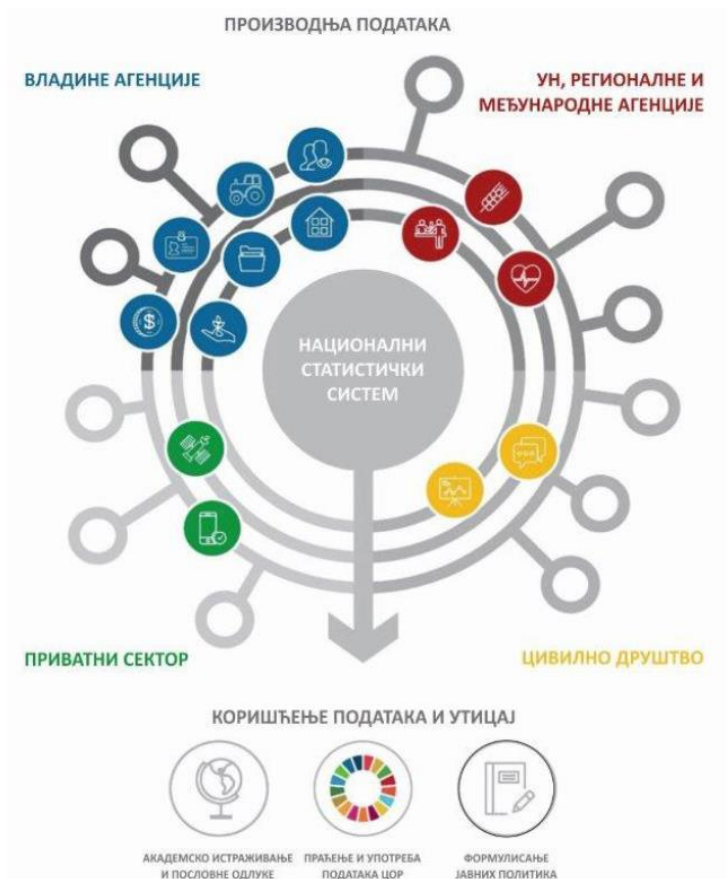 ПРОИЗВОДЊА ПОДАТАКА
ВЛАДИНЕ АГЕНЦИЈЕ
УН, РЕГИОНАЛНЕ И
МЕЂУНАРОДНЕ АГЕНЦИЈЕ
$
НАЦИОНАЛНИ
СТАТИСТИЧКИ
СИСТЕМ
ПРИВАТНИ СЕКТОР
ЦИВИЛНО ДРУШТВО
КОРИШЋЕЊЕ ПОДАТАКА И УТИЦАЈ
АКАДЕМСКО ИСТРАЖИВАЊЕ
И ПОСЛОВНЕ ОДЛУКЕ
ПРАЋЕЊЕ И УПОТРЕБА
ПОДАТАКА ЦОР
ФОРМУЛИСАЊЕ
ЈАВНИХ ПОЛИТИКА